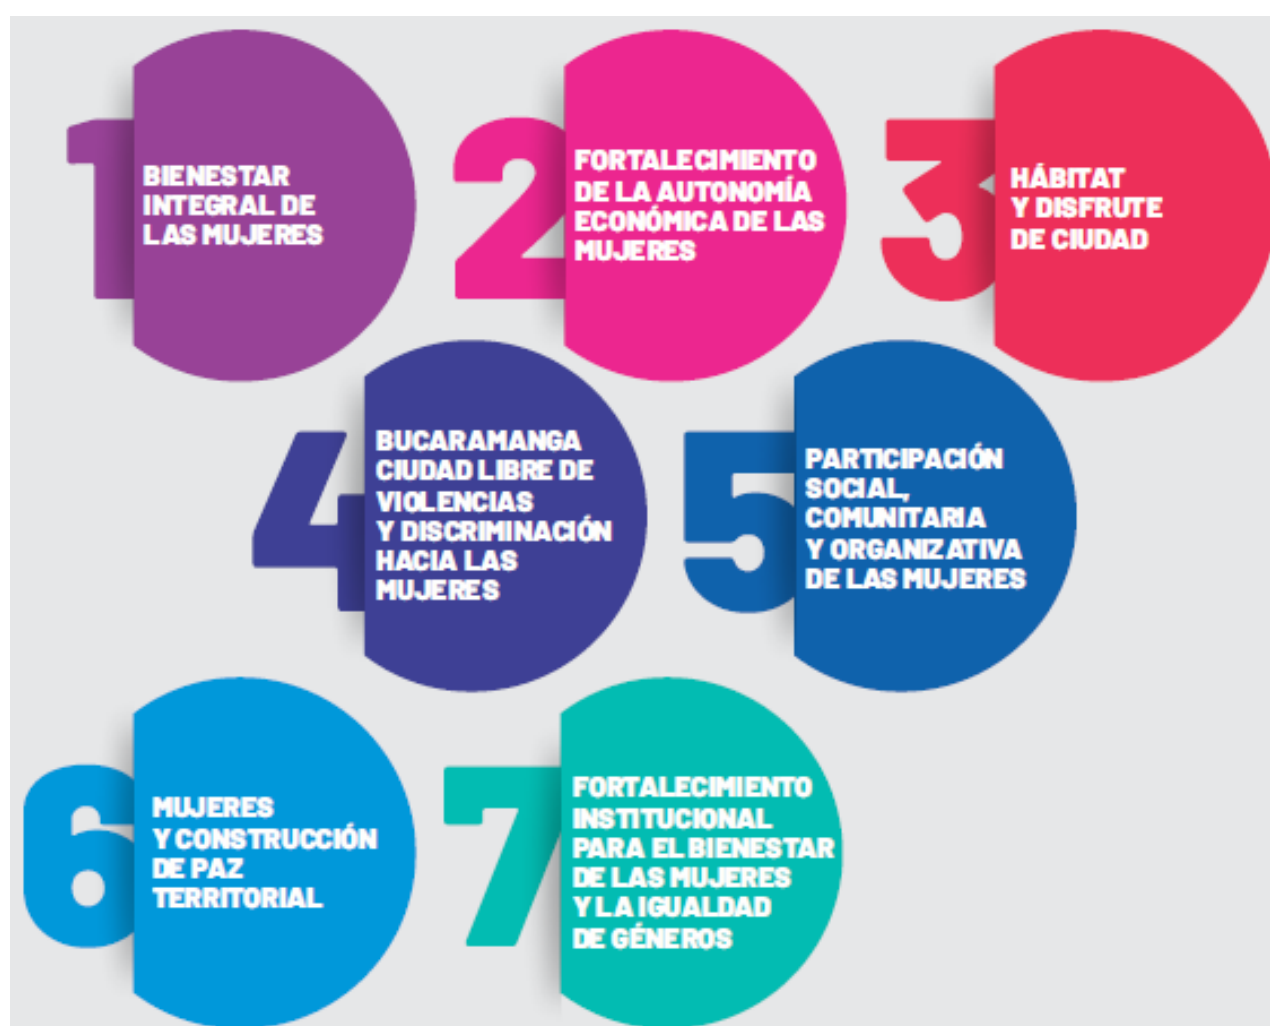 1
BIENESTAR
INTEGRAL DE
LAS MUJERES
2
FORTALECIMIENTO
DE LA AUTONOMÍA
ECONÓMICA DE LAS
MUJERES
3
HÁBITAT
Y DISFRUTE
DE CIUDAD
4
BUCARAMANGA
CIUDAD LIBRE DE
VIOLENCIAS
Y DISCRIMINACIÓN
HACIA LAS
MUJERES
5
PARTICIPACIÓN
SOCIAL,
COMUNITARIA
Y ORGANIZATIVA
DE LAS MUJERES
6
MUJERES
Y CONSTRUCCIÓN
DE PAZ
TERRITORIAL
7
FORTALECIMIENTO
INSTITUCIONAL
PARA EL BIENESTAR
DE LAS MUJERES
Y LA IGUALDAD
DE GÉNEROS